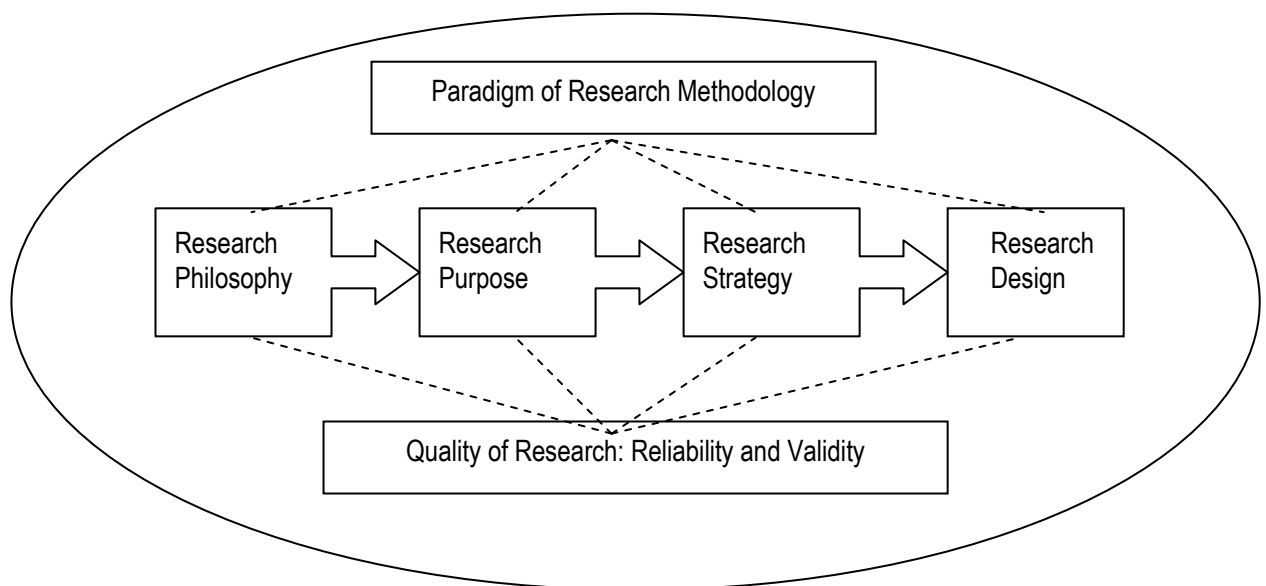 Paradigm of Research Methodology
Research
Philosophy
Research
Purpose
Research
Strategy
Research
Design
Quality of Research: Reliability and Validity